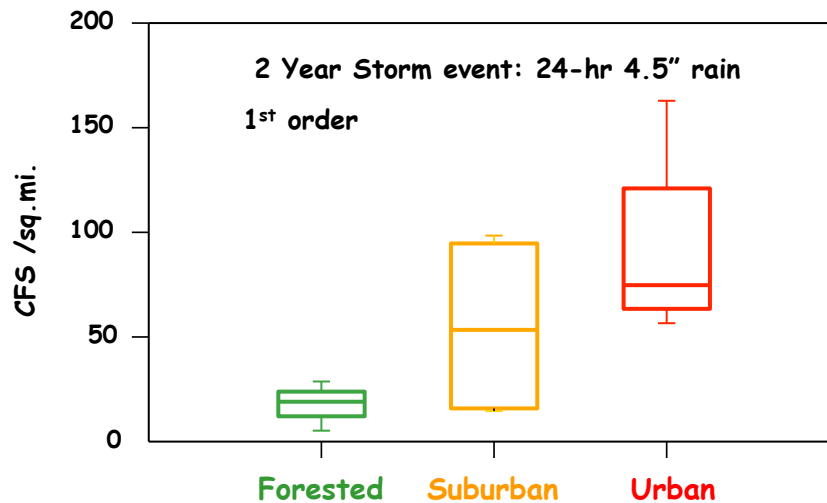 200
2 Year Storm event: 24-hr 4.5” rain
1st order
150
100
50
0
CFS /sq.mi.
Forested Suburban Urban